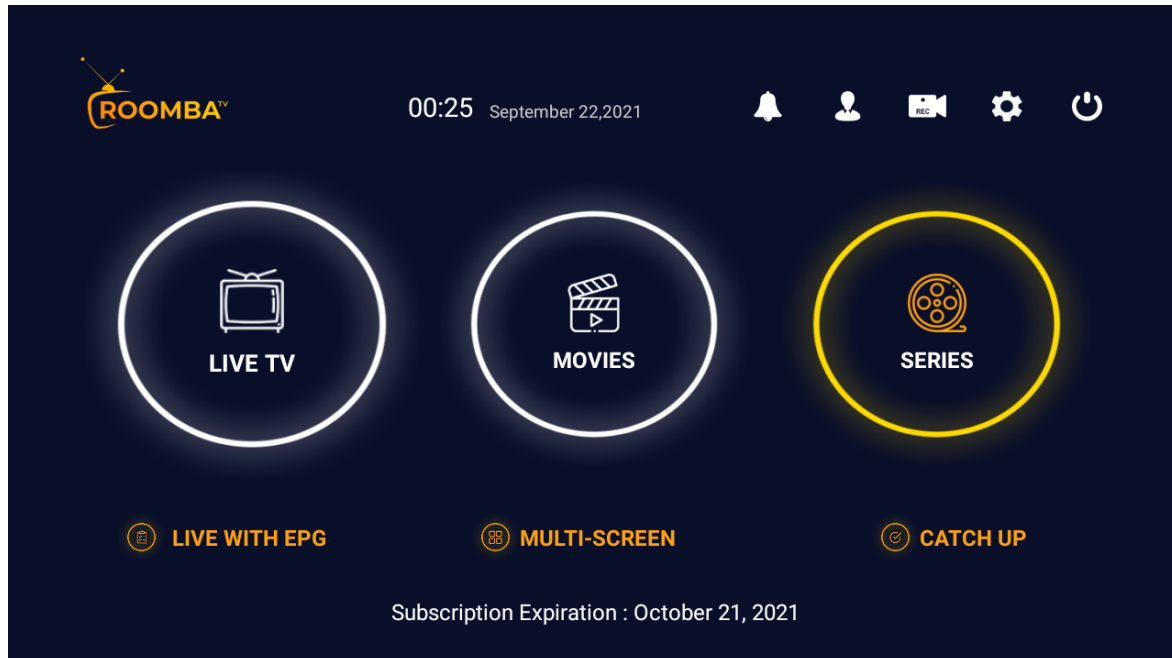 ROOMBA TV
00:25 September 22,2021
REC
LIVE TV
MOVIES
SERIES
LIVE WITH EPG
MULTI-SCREEN
CATCH UP
Subscription Expiration : October 21, 2021